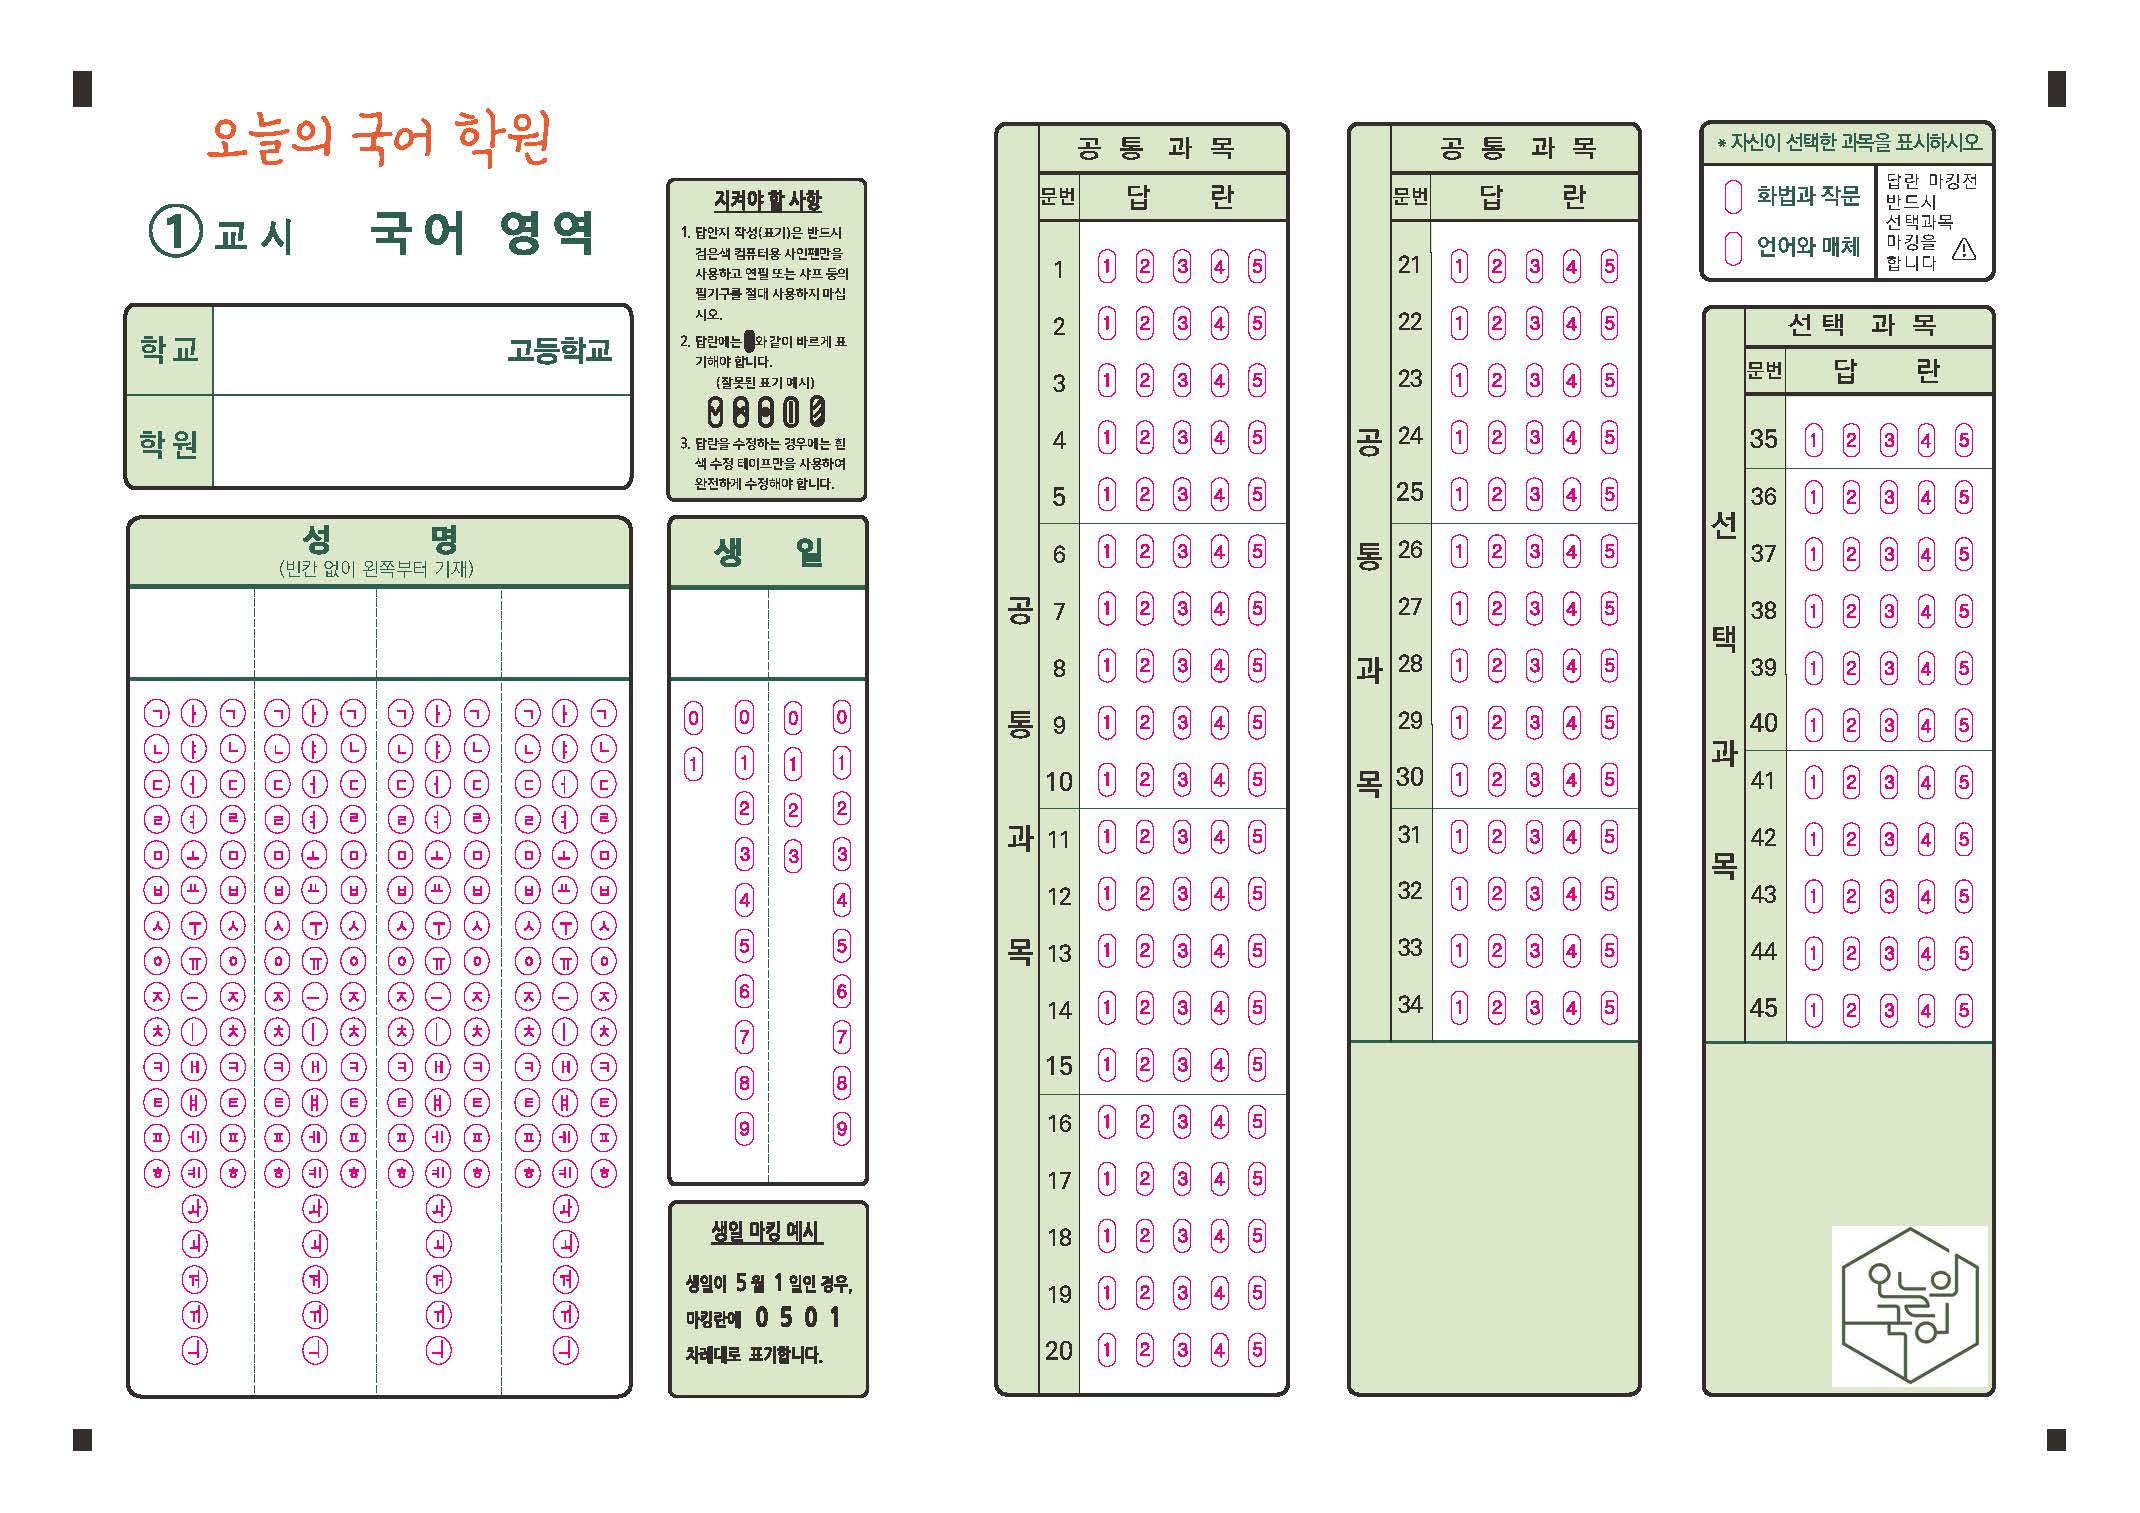 오늘의 국어 학원
① 교시 국어 영역
학교 고등학교
학원
지켜야 할 사항
1. 답안지 작성(표기)은 반드시
검은색 컴퓨터용 사인펜만을
사용하고 연필 또는 샤프 등의
필기구를 절대 사용하지 마십
시오.
2. 답란에는 와 같이 바르게 표
기해야 합니다.
(잘못된 표기 예시)
3. 답란을 수정하는 경우에는 흰
색 수정 테이프만을 사용하여
완전하게 수정해야 합니다.
성 명
(빈칸 없이 왼쪽부터 기재)
ㄱ ㅏ ㄱ ㄱ ㅏ ㄱ ㄱ ㅏ ㄱ ㄱ ㅏ ㄱ
ㄴ ㅑ ㄴ ㄴ ㅑ ㄴ ㄴ ㅑ ㄴ ㄴ ㅑ ㄴ
ㄷ ㅓ ㄷ ㄷ ㅓ ㄷ ㄷ ㅓ ㄷ ㄷ ㅓ ㄷ
ㄹ ㅕ ㄹ ㄹ ㅕ ㄹ ㄹ ㅕ ㄹ ㄹ ㅕ ㄹ
ㅁ ㅗ ㅁ ㅁ ㅗ ㅁ ㅁ ㅗ ㅁ ㅁ ㅗ ㅁ
ㅂ ㅛ ㅂ ㅂ ㅛ ㅂ ㅂ ㅛ ㅂ ㅂ ㅛ ㅂ
ㅅ ㅜ ㅅ ㅅ ㅜ ㅅ ㅅ ㅜ ㅅ ㅅ ㅜ ㅅ
ㅇ ㅠ ㅇ ㅇ ㅠ ㅇ ㅇ ㅠ ㅇ ㅇ ㅠ ㅇ
ㅈ ㅡ ㅈ ㅈ ㅡ ㅈ ㅈ ㅡ ㅈ ㅈ ㅡ ㅈ
ㅊ ㅣ ㅊ ㅊ ㅣ ㅊ ㅊ ㅣ ㅊ ㅊ ㅣ ㅊ
ㅋ ㅐ ㅋ ㅋ ㅐ ㅋ ㅋ ㅐ ㅋ ㅋ ㅐ ㅋ
ㅌ ㅒ ㅌ ㅌ ㅒ ㅌ ㅌ ㅒ ㅌ ㅌ ㅒ ㅌ
ㅍ ㅔ ㅍ ㅍ ㅔ ㅍ ㅍ ㅔ ㅍ ㅍ ㅔ ㅍ
ㅎ ㅖ ㅎ ㅎ ㅖ ㅎ ㅎ ㅖ ㅎ ㅎ ㅖ ㅎ
ㅘ ㅘ ㅘ ㅘ
ㅚ ㅚ ㅚ ㅚ
ㅝ ㅝ ㅝ ㅝ
ㅟ ㅟ ㅟ ㅟ
ㅢ ㅢ ㅢ ㅢ
생 일
0 0 0 0
1 1 1 1
2 2 2
3 3 3
4 4
5 5
6 6
7 7
8 8
9 9
생일 마킹 예시
생일이 5 월 1 일인 경우,
마킹란에 0 5 0 1
차례대로 표기합니다.
공 통 과 목
공 통 과 목
문번 답 란
1 1 2 3 4 5
2 1 2 3 4 5
3 1 2 3 4 5
4 1 2 3 4 5
5 1 2 3 4 5
6 1 2 3 4 5
7 1 2 3 4 5
8 1 2 3 4 5
9 1 2 3 4 5
10 1 2 3 4 5
11 1 2 3 4 5
12 1 2 3 4 5
13 1 2 3 4 5
14 1 2 3 4 5
15 1 2 3 4 5
16 1 2 3 4 5
17 1 2 3 4 5
18 1 2 3 4 5
19 1 2 3 4 5
20 1 2 3 4 5
공 통 과 목
공 통 과 목
문번 답 란
21 1 2 3 4 5
22 1 2 3 4 5
23 1 2 3 4 5
24 1 2 3 4 5
25 1 2 3 4 5
26 1 2 3 4 5
27 1 2 3 4 5
28 1 2 3 4 5
29 1 2 3 4 5
30 1 2 3 4 5
31 1 2 3 4 5
32 1 2 3 4 5
33 1 2 3 4 5
34 1 2 3 4 5
* 자신이 선택한 과목을 표시하시오
화법과 작문
언어와 매체
답란 마킹전
반드시
선택과목
마킹을
합니다
선 택 과 목
선 택 과 목
문번 답 란
35 1 2 3 4 5
36 1 2 3 4 5
37 1 2 3 4 5
38 1 2 3 4 5
39 1 2 3 4 5
40 1 2 3 4 5
41 1 2 3 4 5
42 1 2 3 4 5
43 1 2 3 4 5
44 1 2 3 4 5
45 1 2 3 4 5